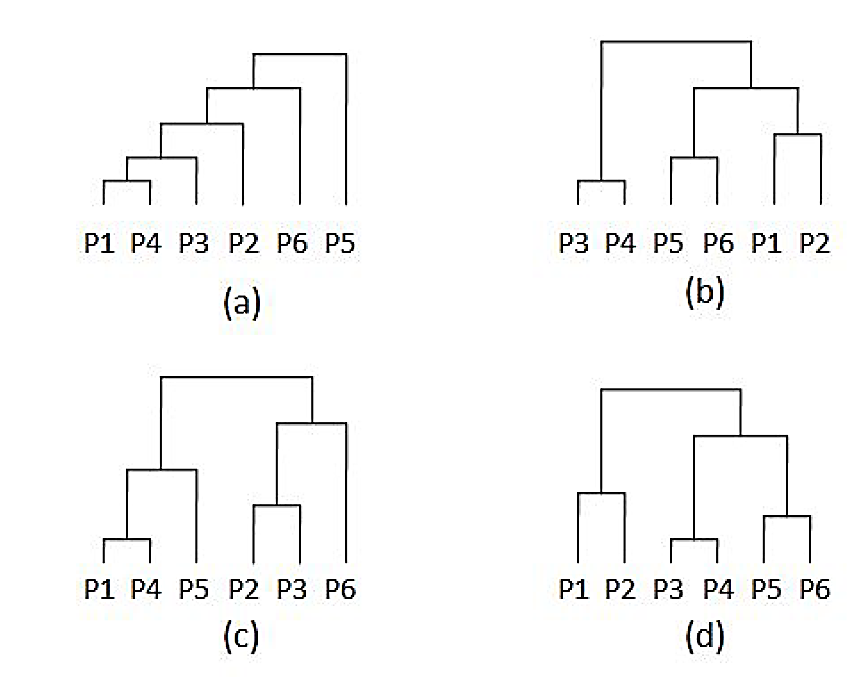 P1 P4 P3 P2 P6 P5
(a)
P3 P4 P5 P6 P1 P2
(b)
P1 P4 P5 P2 P3 P6
(c)
P1 P2 P3 P4 P5 P6
(d)